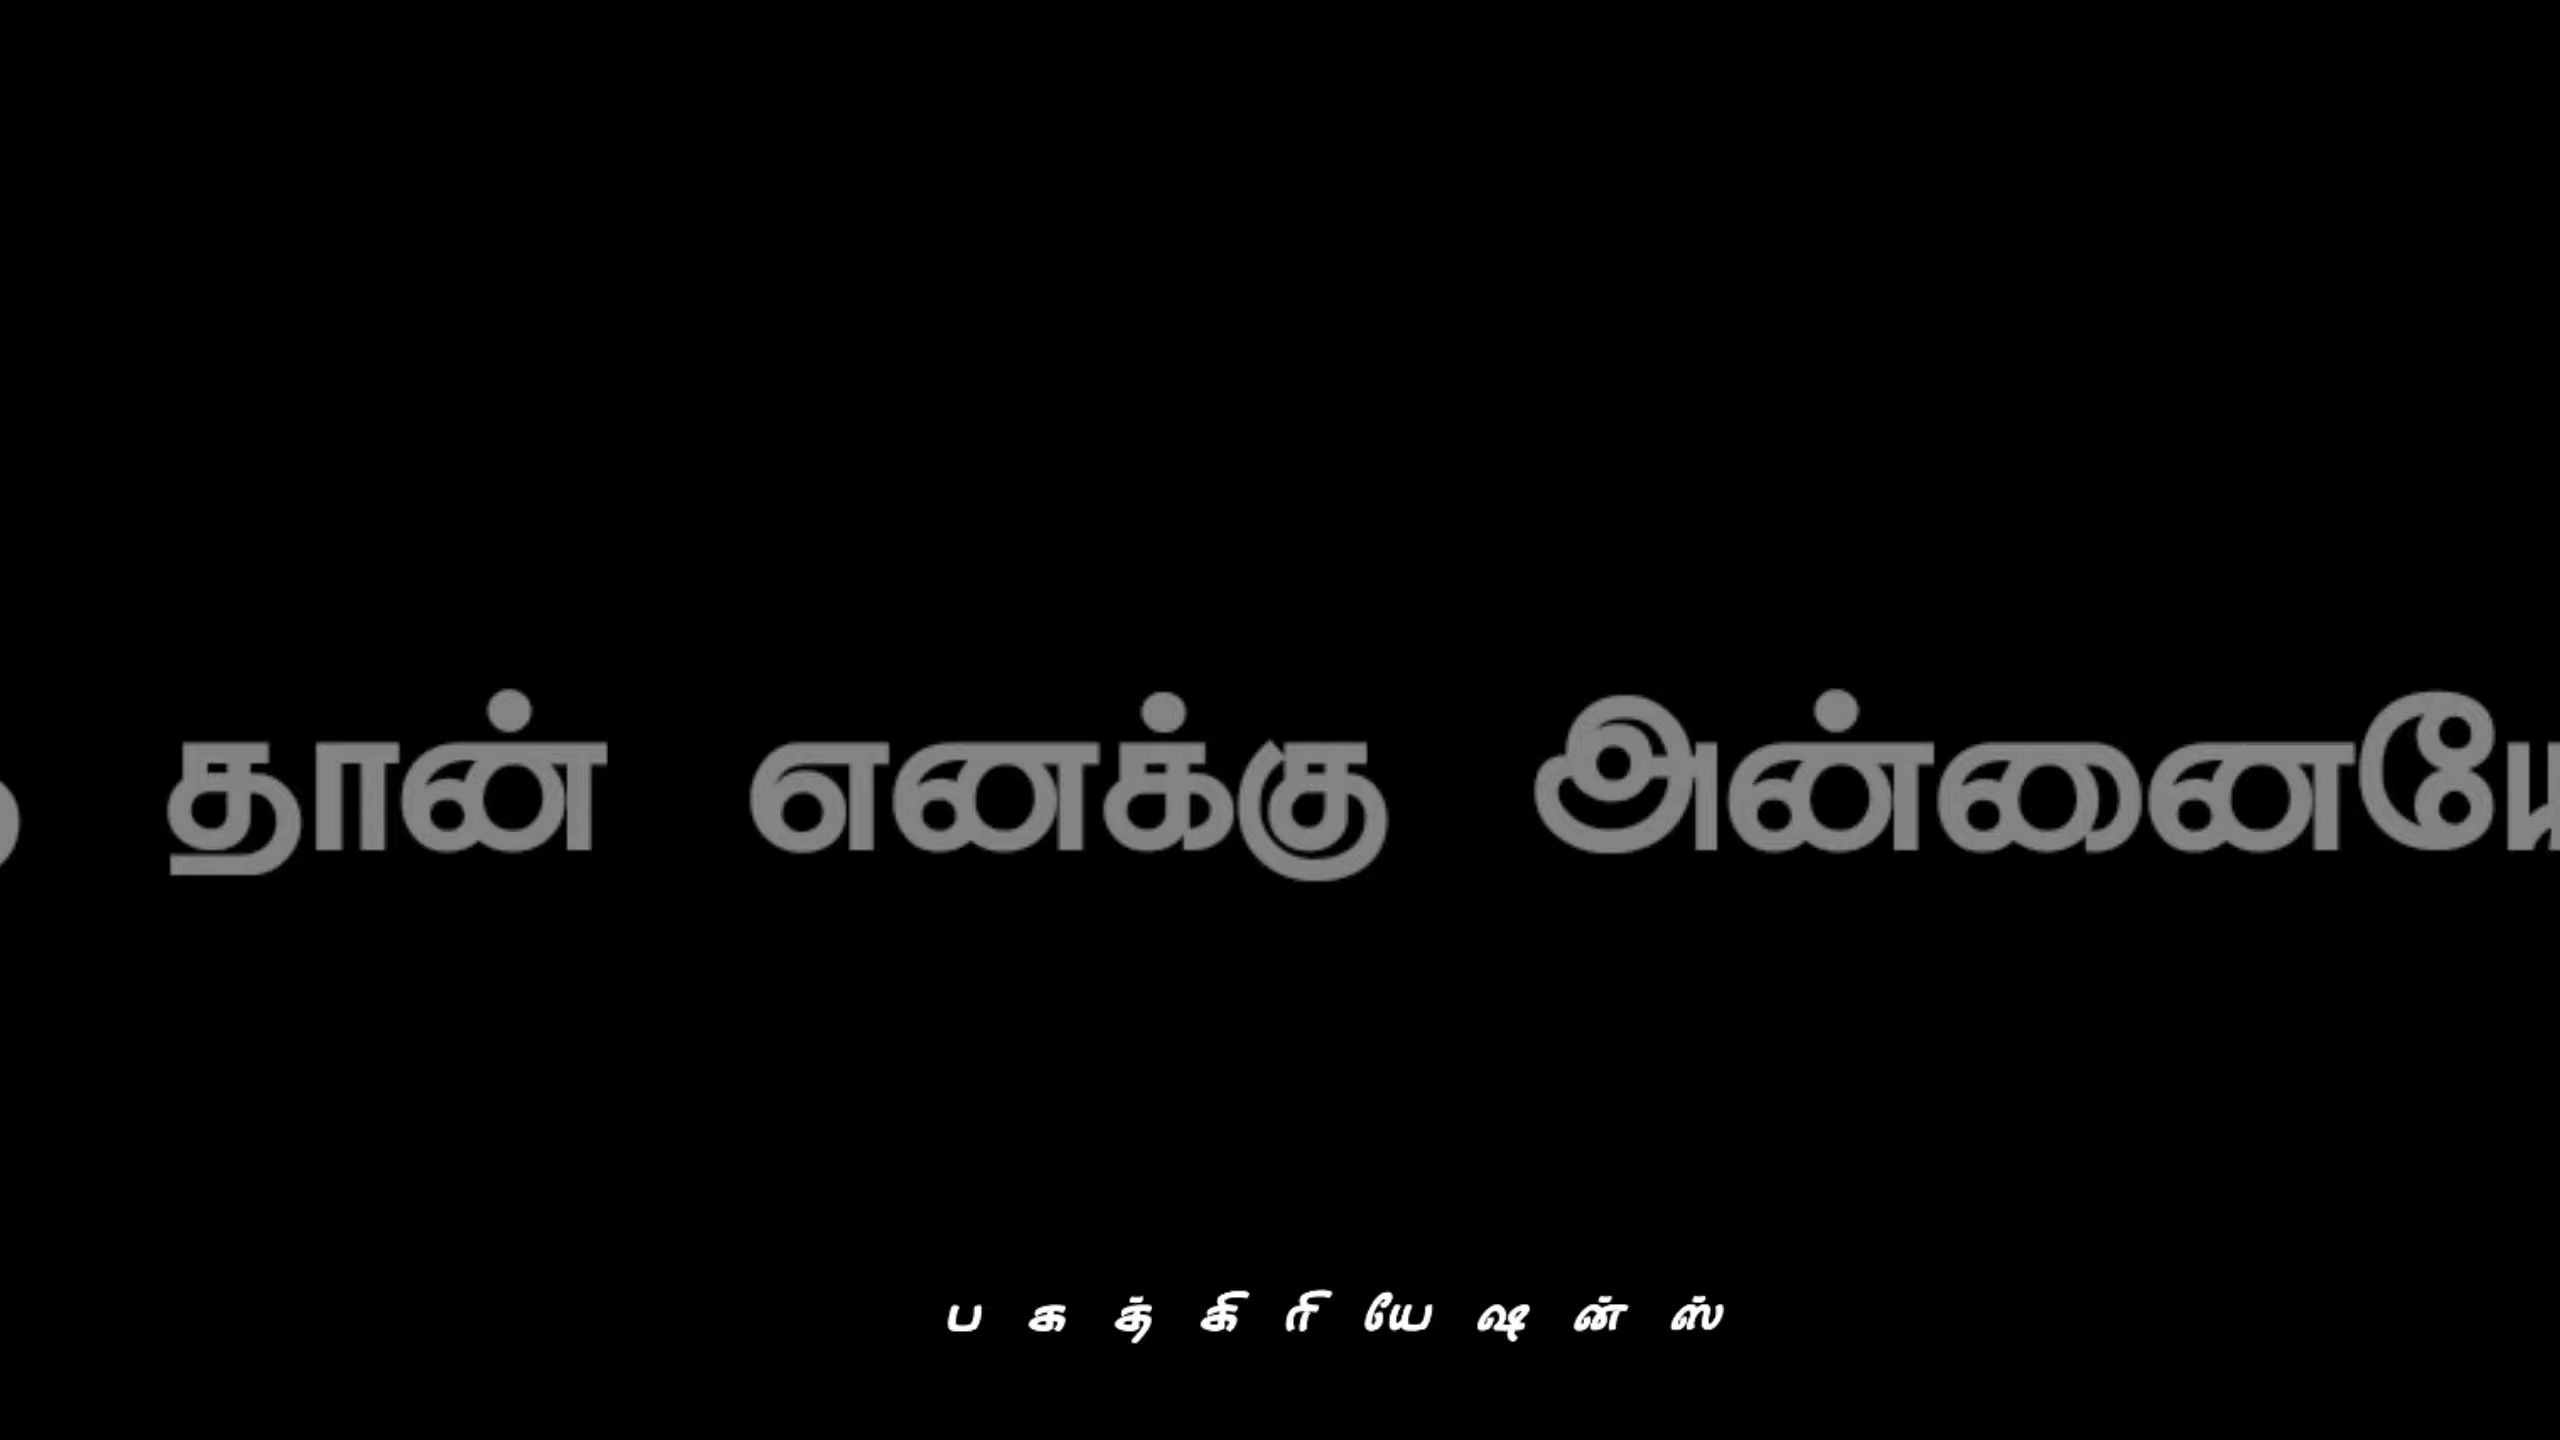 தான் எனக்கு அன்னையே
ப க த் கி ரி யே ஷ ன் ஸ்